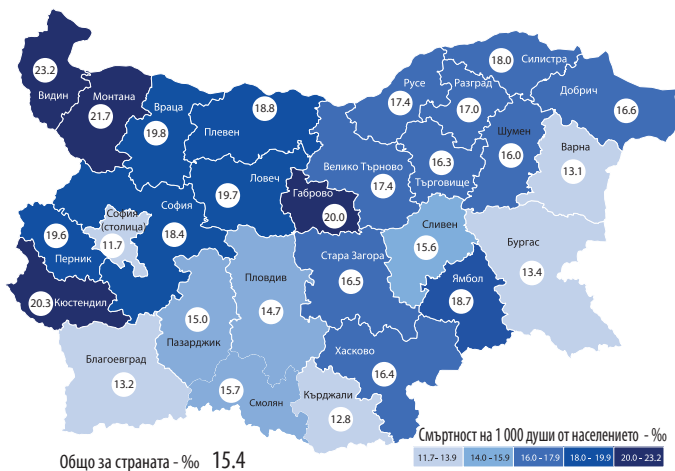 23.2
Видин
Монтана
21.7
Враца
19.8
Плевен
18.8
Русе
17.4
Разград
17.0
18.0
Силистра
Добрич
16.6
Шумен
16.0
Варна
13.1
Велико Търново
17.4
16.3
Търговище
Ловеч
19.7
Габрово
20.0
София
(столица)
11.7
София
18.4
19.6
Перник
20.3 Кюстендил
Сливен
15.6
Бургас
13.4
Стара Загора
16.5
Ямбол
18.7
Пловдив
14.7
15.0
Пазарджик
Благоевград
13.2
15.7
Смолян
Хасково
16.4
Кърджали
12.8
Общо за страната - ‰ 15.4
Смъртност на 1 000 души от населението - ‰
11.7– 13.9 14.0 –15.9 16.0 –17.9 18.0 – 19.9 20.0 – 23.2